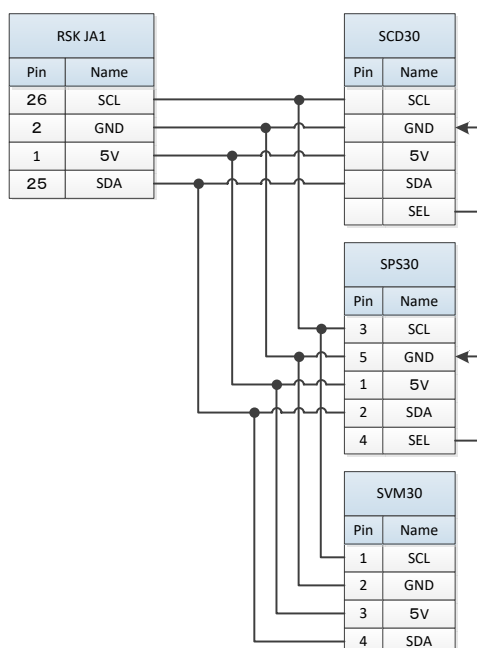 RSK JA1
Pin Name
26 SCL
2 GND
1 5V
25 SDA
SCD30
Pin Name
SCL
GND
5V
SDA
SEL
SPS30
Pin Name
3 SCL
5 GND
1 5V
2 SDA
4 SEL
SVM30
Pin Name
1 SCL
2 GND
3 5V
4 SDA